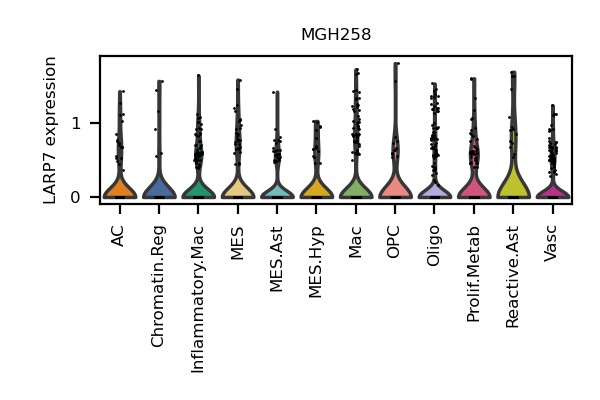 MGH258
LARP7 expression
1
0
AC
Chromatin.Reg
Inflammatory.Mac
MES
MES.Ast
MES.Hyp
Mac
OPC
Oligo
Prolif.Metab
Reactive.Ast
Vasc